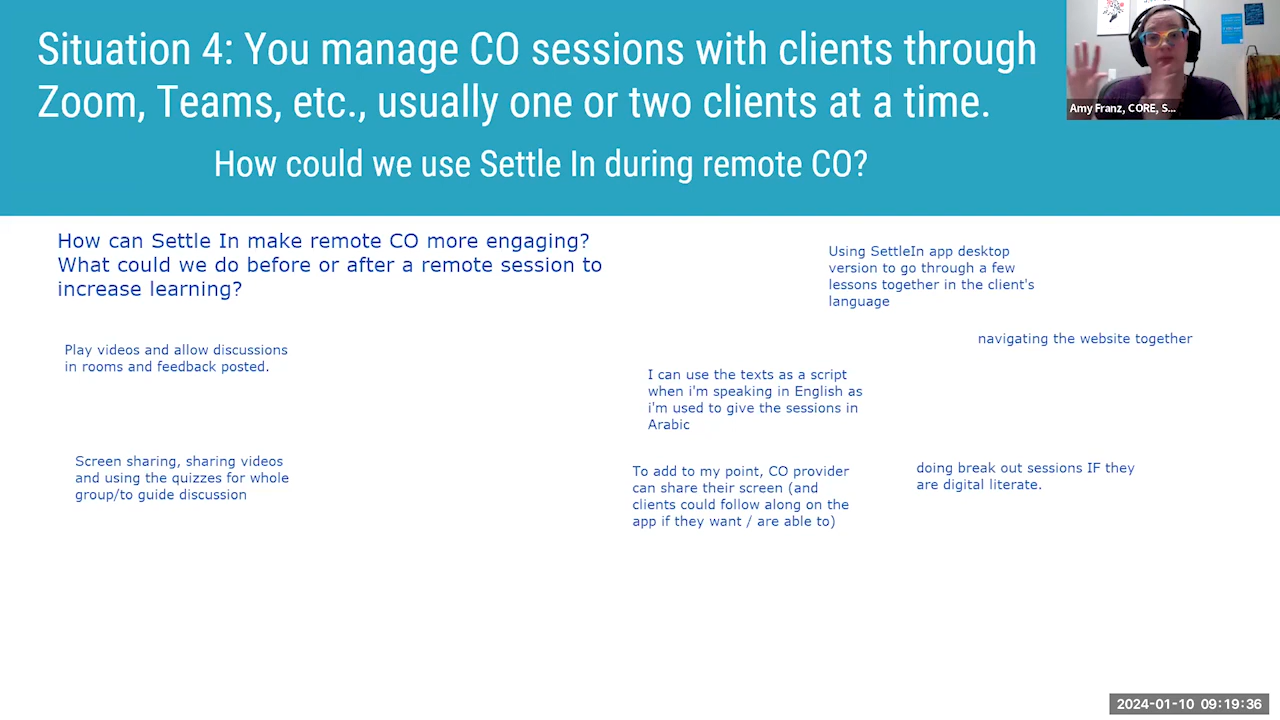 Situation 4: You manage CO sessions with clients through
Zoom, Teams, etc., usually one or two clients at a time.
How could we use Settle In during remote CO?
Amy Franz, CORE, S...
How can Settle In make remote CO more engaging?
What could we do before or after a remote session to
increase learning?
Using SettleIn app desktop
version to go through a few
lessons together in the client's
language
navigating the website together
Play videos and allow discussions
in rooms and feedback posted.
I can use the texts as a script
when i'm speaking in English as
i'm used to give the sessions in
Arabic
Screen sharing, sharing videos
and using the quizzes for whole
group/to guide discussion
To add to my point, CO provider
can share their screen (and
clients could follow along on the
app if they want / are able to)
doing break out sessions IF they
are digital literate.
2024-01-10 09:19:36